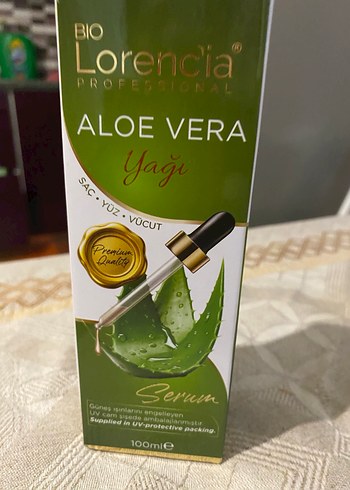 BIO
Lorencia®
PROFESSIONAL
ALOE VERA
Yağı
SAÇ • YÜZ • VÜCUT
Premium
Quality
Serum
Güneş ışınlarını engelleyen
UV cam şişede ambalajlanmıştır.
Supplied in UV-protective packing.
100ml℮